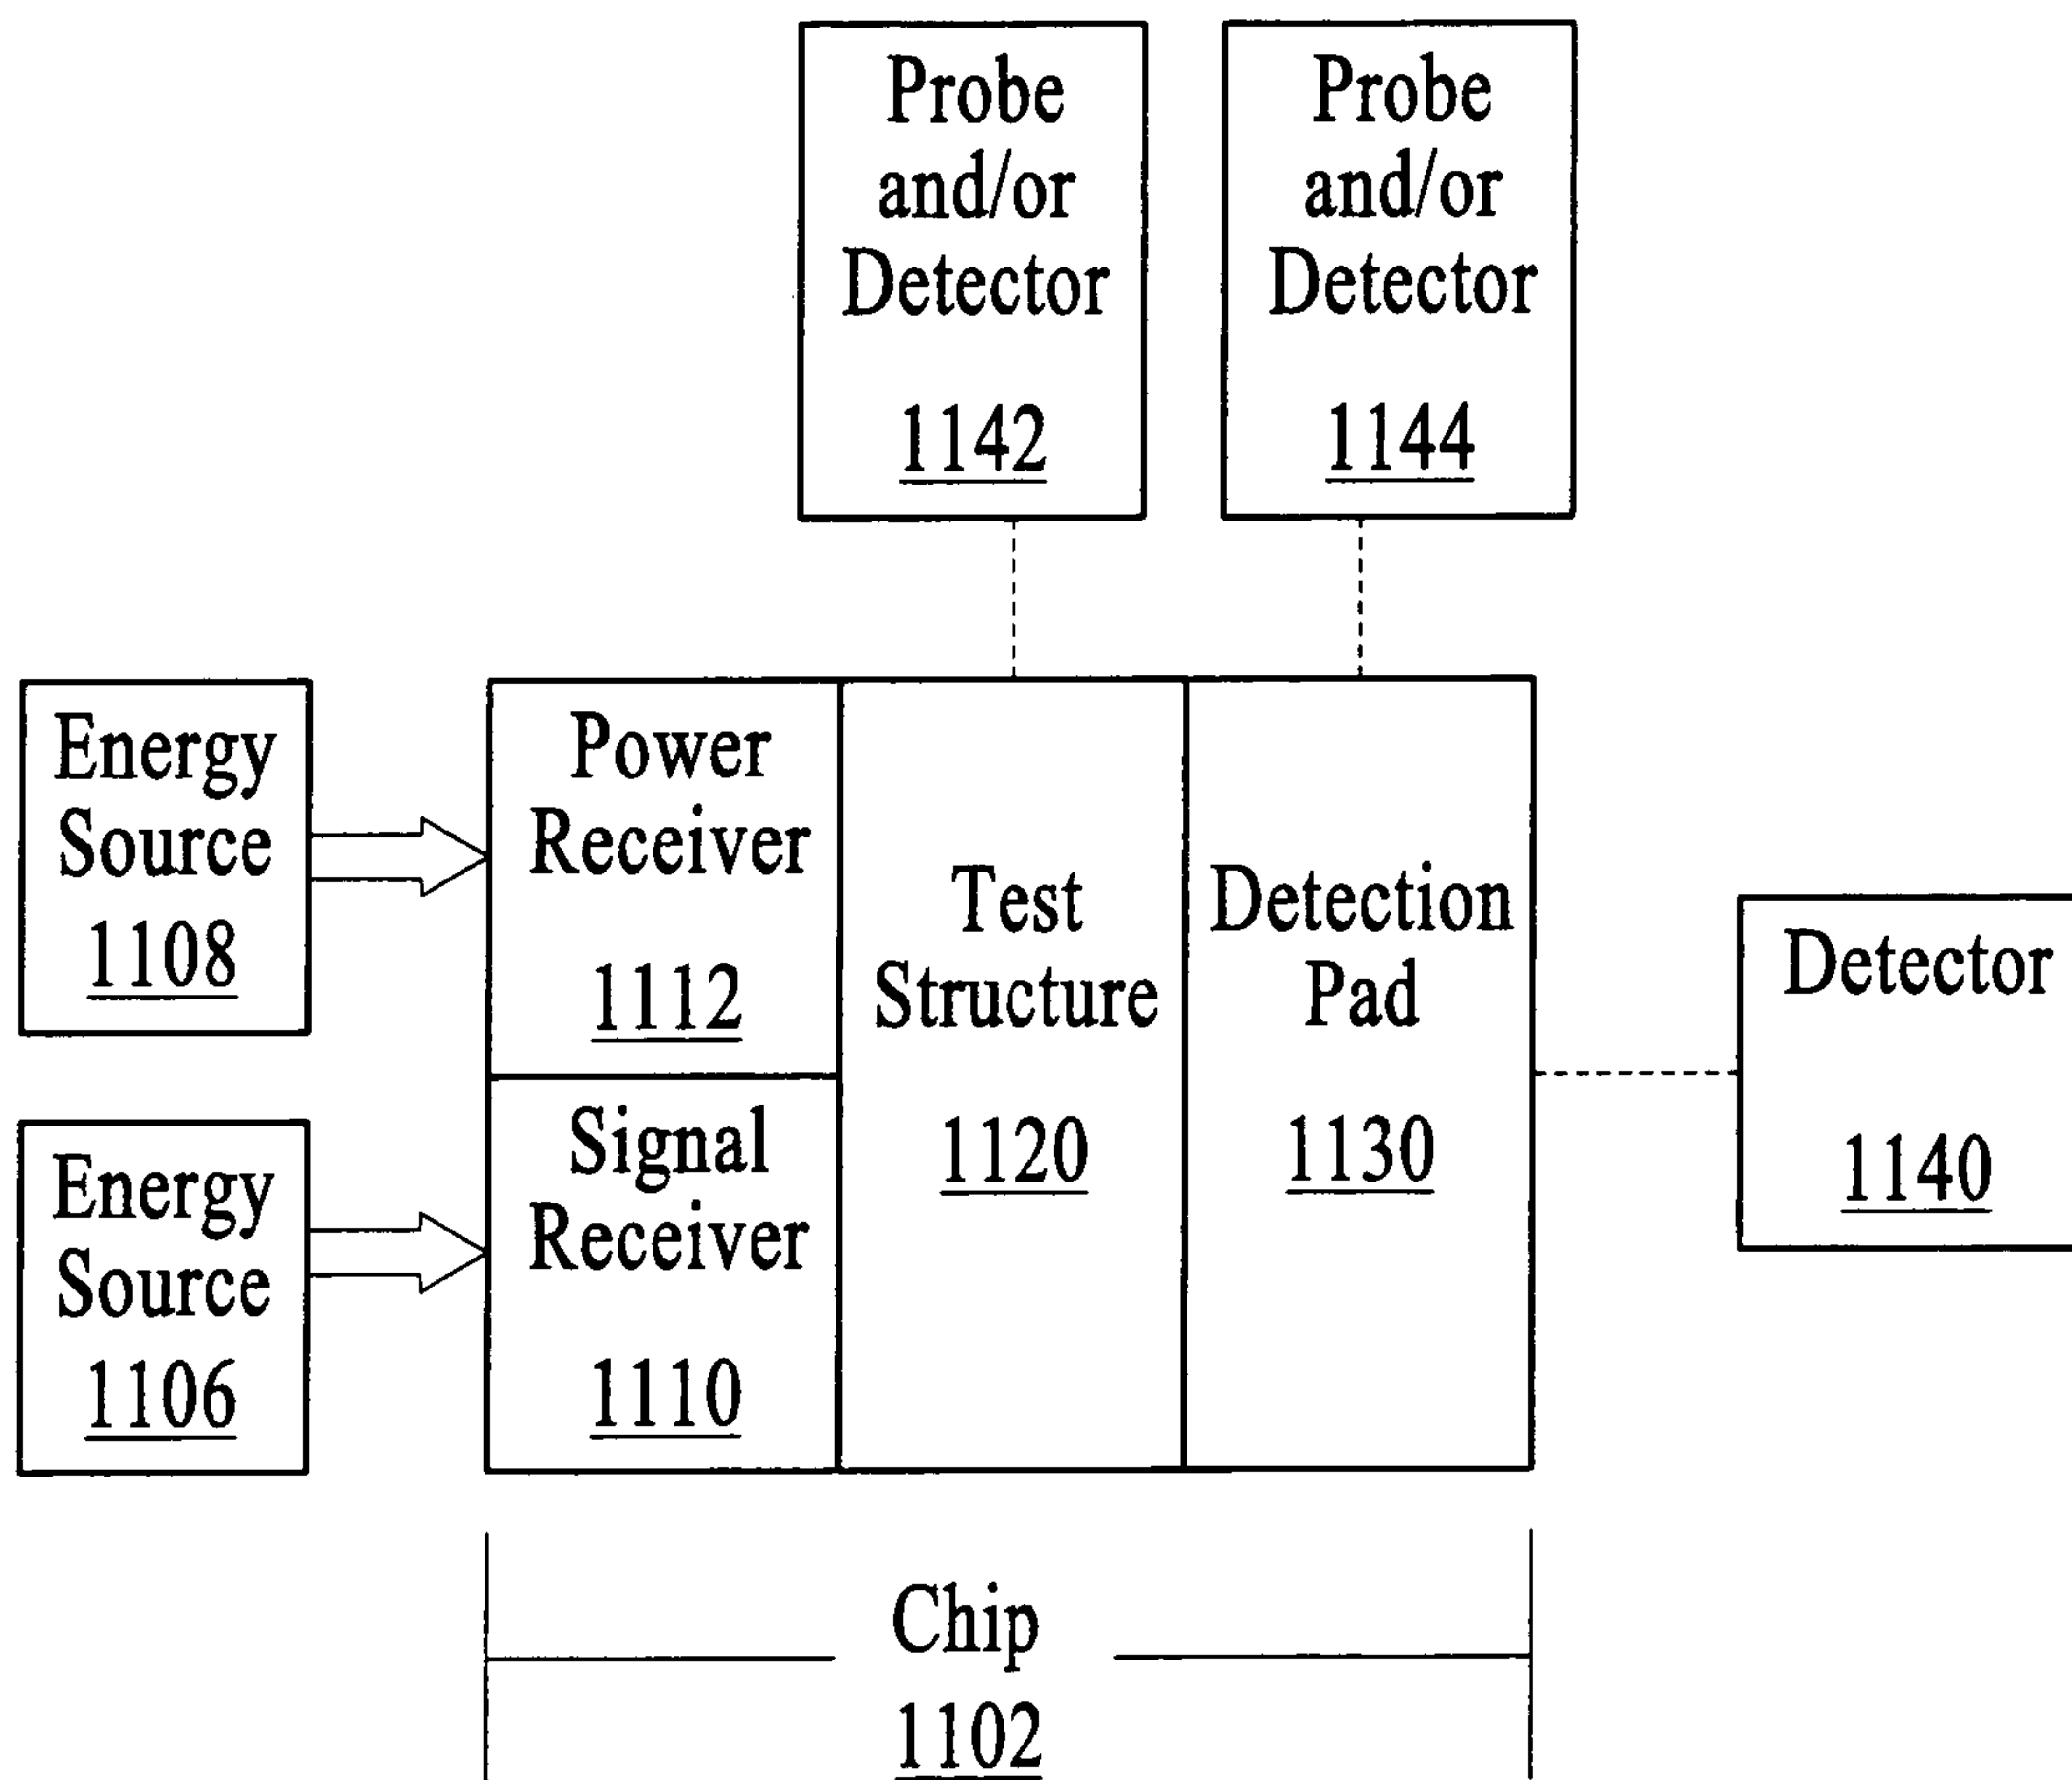 Probe
and/or
Detector
1142
Probe
and/or
Detector
1144
Energy
Source
1108
Power
Receiver
1112
Test
Structure
1120
Detection
Pad
1130
Detector
1140
Energy
Source
1106
Signal
Receiver
1110
Chip
1102